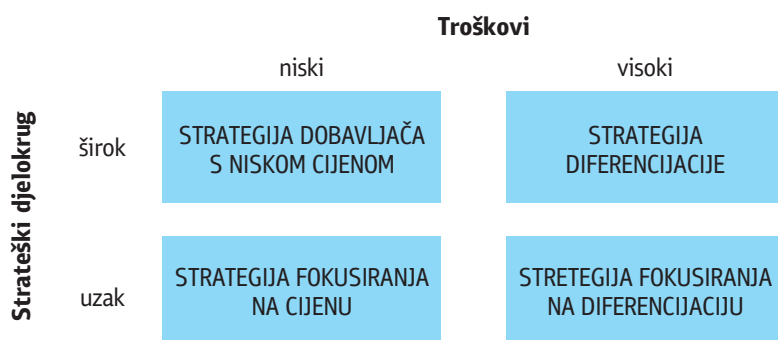 Troškovi
niski
visoki
Strateški djelokrug
širok
STRATEGIJA DOBAVLJAČA
S NISKOM CIJENOM
STRATEGIJA
DIFERENCIJACIJE
uzak
STRATEGIJA FOKUSIRANJA
NA CIJENU
STRETEGIJA FOKUSIRANJA
NA DIFERENCIJACIJU